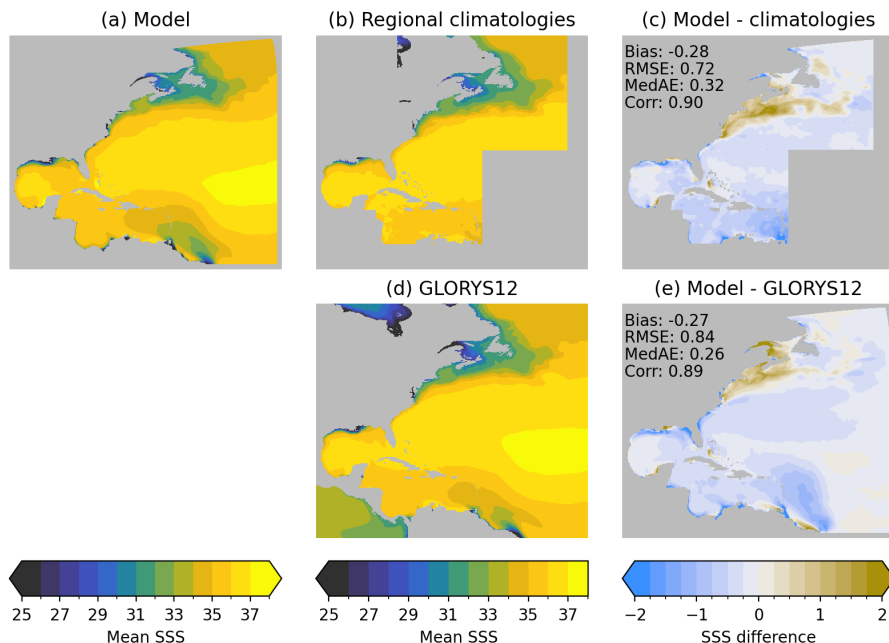 (a) Model
(b) Regional climatologies
(c) Model - climatologies
Bias: -0.28
RMSE: 0.72
MedAE: 0.32
Corr: 0.90
(d) GLORYS12
(e) Model - GLORYS12
Bias: -0.27
RMSE: 0.84
MedAE: 0.26
Corr: 0.89
25 27 29 31 33 35 37
Mean SSS
25 27 29 31 33 35 37
Mean SSS
−2 −1 0 1 2
SSS difference